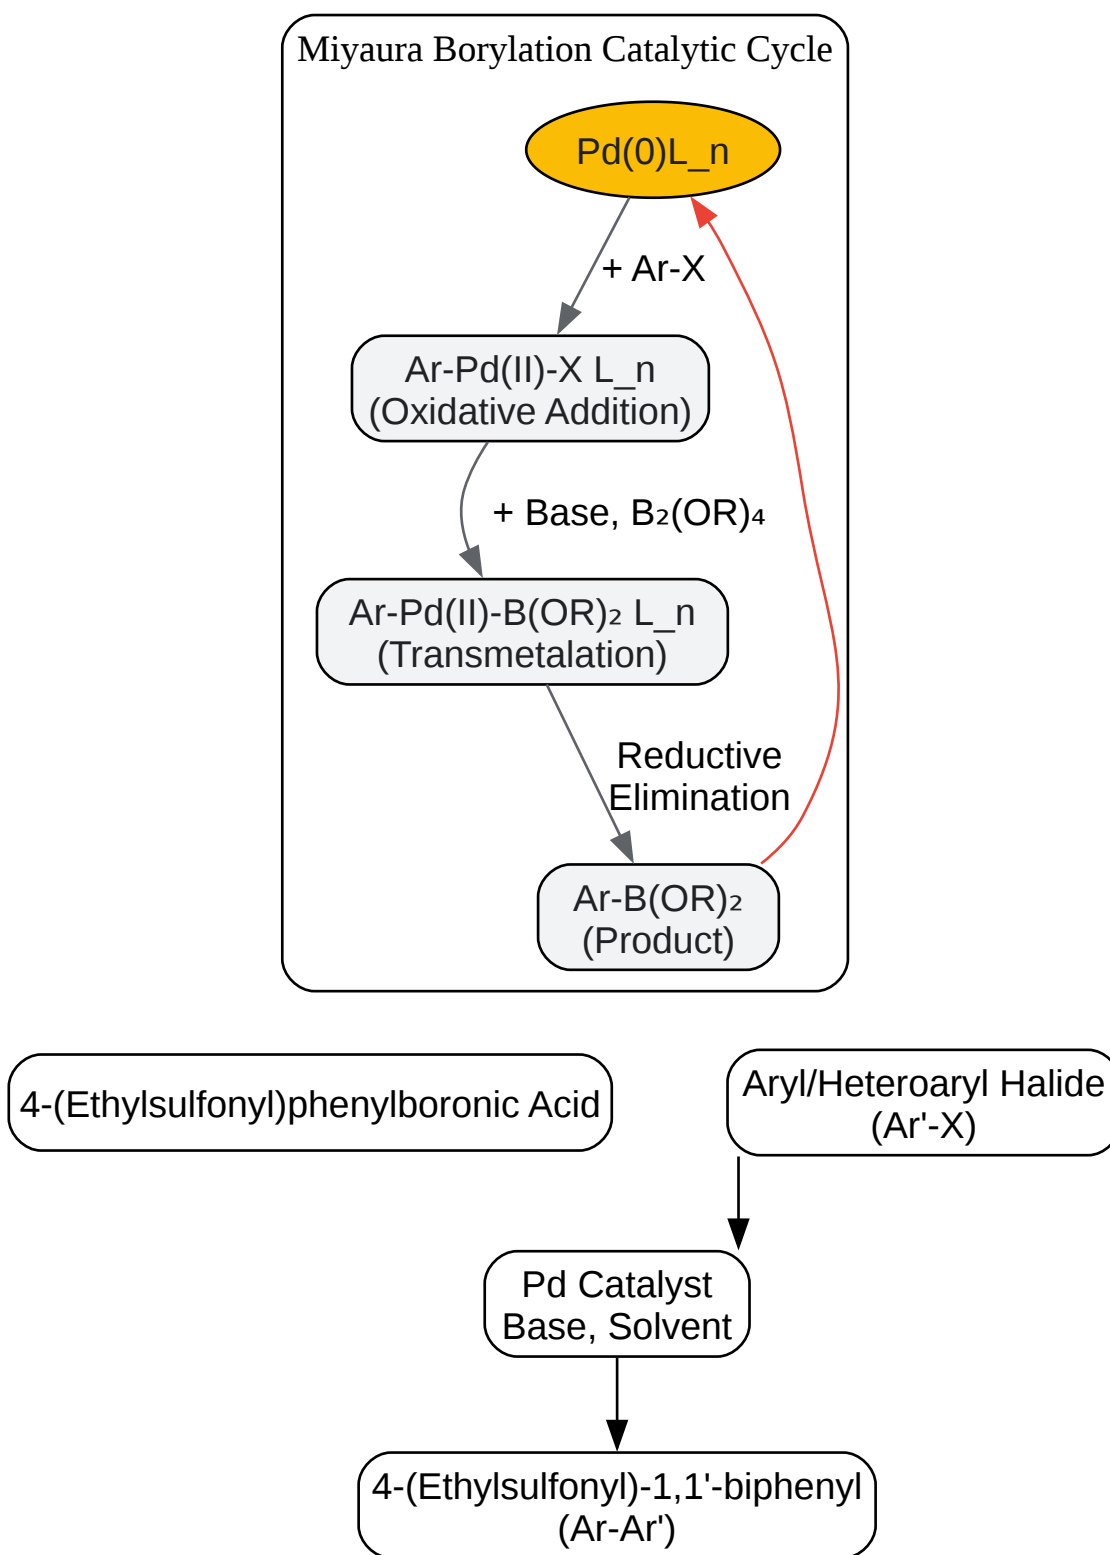 Miyaura Borylation Catalytic Cycle
Pd(0)L_n
+ Ar-X
Ar-Pd(II)-X L_n
(Oxidative Addition)
+ Base, B₂(OR)₄
Ar-Pd(II)-B(OR)₂ L_n
(Transmetalation)
Reductive
Elimination
Ar-B(OR)₂
(Product)
4-(Ethylsulfonyl)phenylboronic Acid
Aryl/Heteroaryl Halide
(Ar'-X)
Pd Catalyst
Base, Solvent
4-(Ethylsulfonyl)-1,1'-biphenyl
(Ar-Ar')